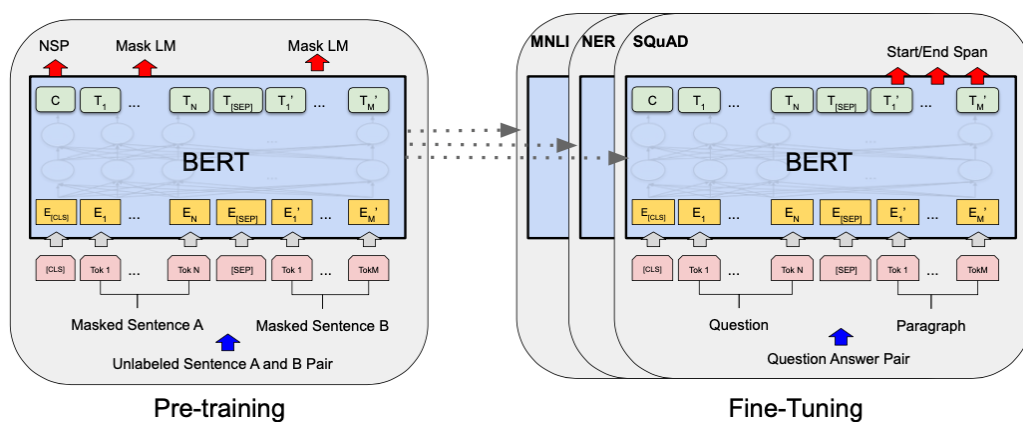 NSP Mask LM Mask LM
C T1 ... TN T[SEP] T1' ... TM'
BERT
E[CLS] E1 ... EN E[SEP] E1' ... EM'
[CLS] Tok 1 ... Tok N [SEP] Tok 1 ... TokM
Masked Sentence A Masked Sentence B
Unlabeled Sentence A and B Pair
Pre-training
MNLI NER SQuAD
Start/End Span
C T1 ... TN T[SEP] T1' ... TM'
BERT
E[CLS] E1 ... EN E[SEP] E1' ... EM'
[CLS] Tok 1 ... Tok N [SEP] Tok 1 ... TokM
Question Paragraph
Question Answer Pair
Fine-Tuning